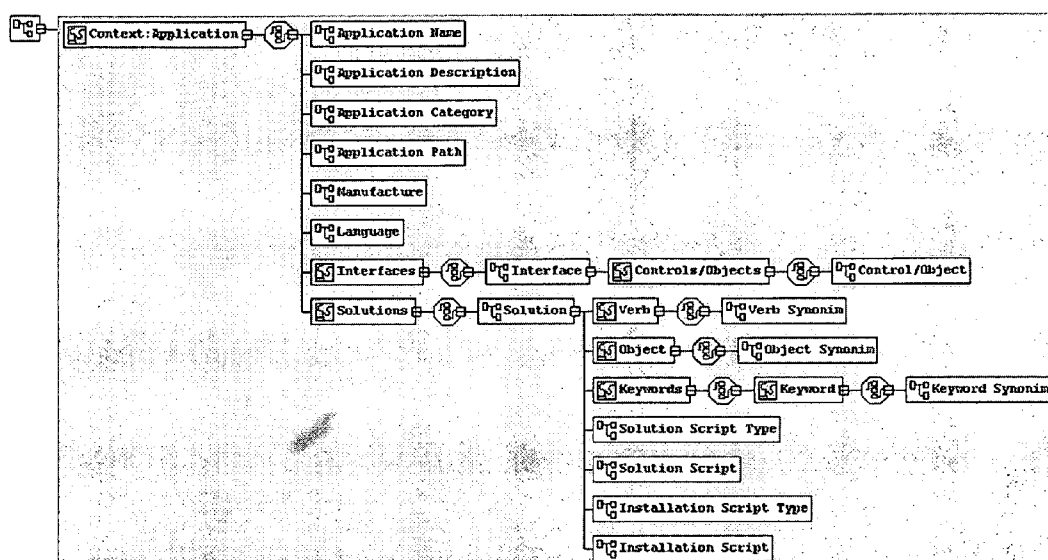 Context:Application
Application Name
Application Description
Application Category
Application Path
Manufacture
Language
Interfaces Interface Controls/Objects Control/Object
Solutions Solution Verb Verb Synonim
Object Object Synonim
Keywords Keyword Keyword Synonim
Solution Script Type
Solution Script
Installation Script Type
Installation Script